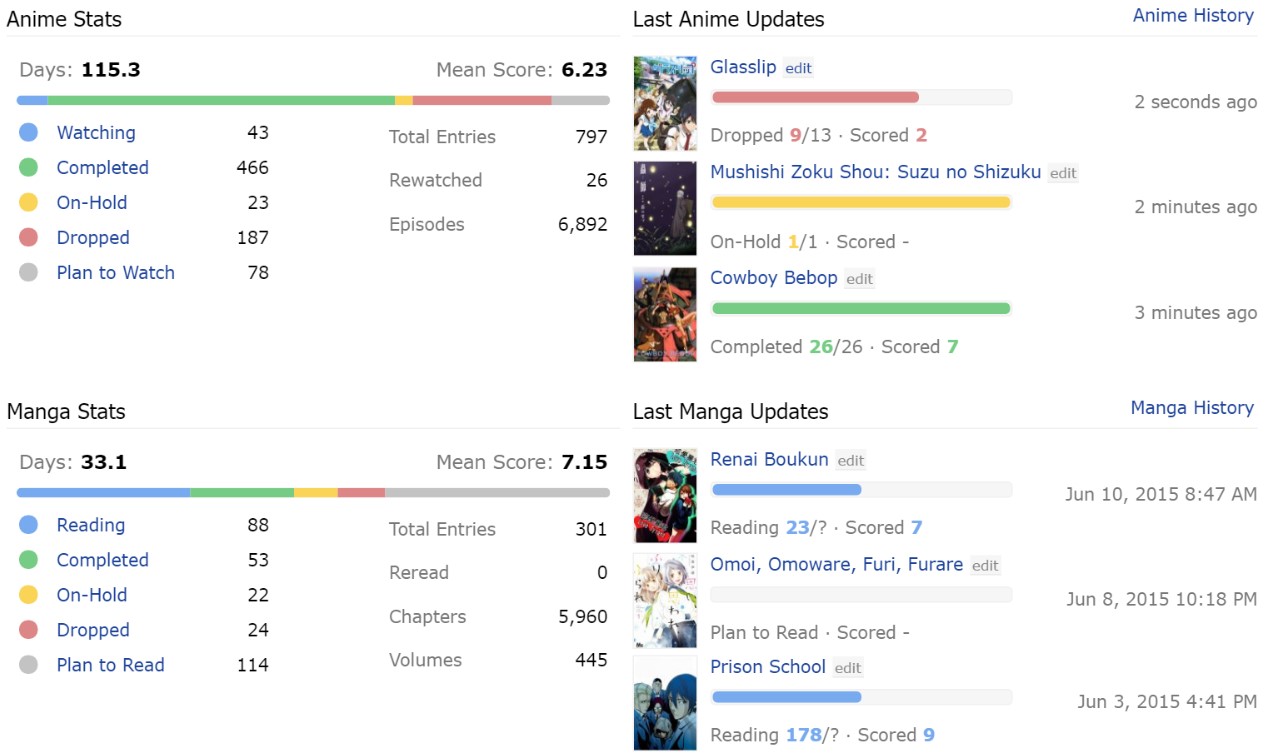 Anime Stats
Days: 115.3 Mean Score: 6.23
Watching 43
Completed 466
On-Hold 23
Dropped 187
Plan to Watch 78
Total Entries 797
Rewatched 26
Episodes 6,892
Last Anime Updates Anime History
Glasslip edit
2 seconds ago
Dropped 9/13 · Scored 2
Mushishi Zoku Shou: Suzu no Shizuku edit
2 minutes ago
On-Hold 1/1 · Scored -
Cowboy Bebop edit
3 minutes ago
Completed 26/26 · Scored 7
Manga Stats
Days: 33.1 Mean Score: 7.15
Reading 88
Completed 53
On-Hold 22
Dropped 24
Plan to Read 114
Total Entries 301
Reread 0
Chapters 5,960
Volumes 445
Last Manga Updates Manga History
Renai Boukun edit
Jun 10, 2015 8:47 AM
Reading 23/? · Scored 7
Omoi, Omoware, Furi, Furare edit
Jun 8, 2015 10:18 PM
Plan to Read · Scored -
Prison School edit
Jun 3, 2015 4:41 PM
Reading 178/? · Scored 9